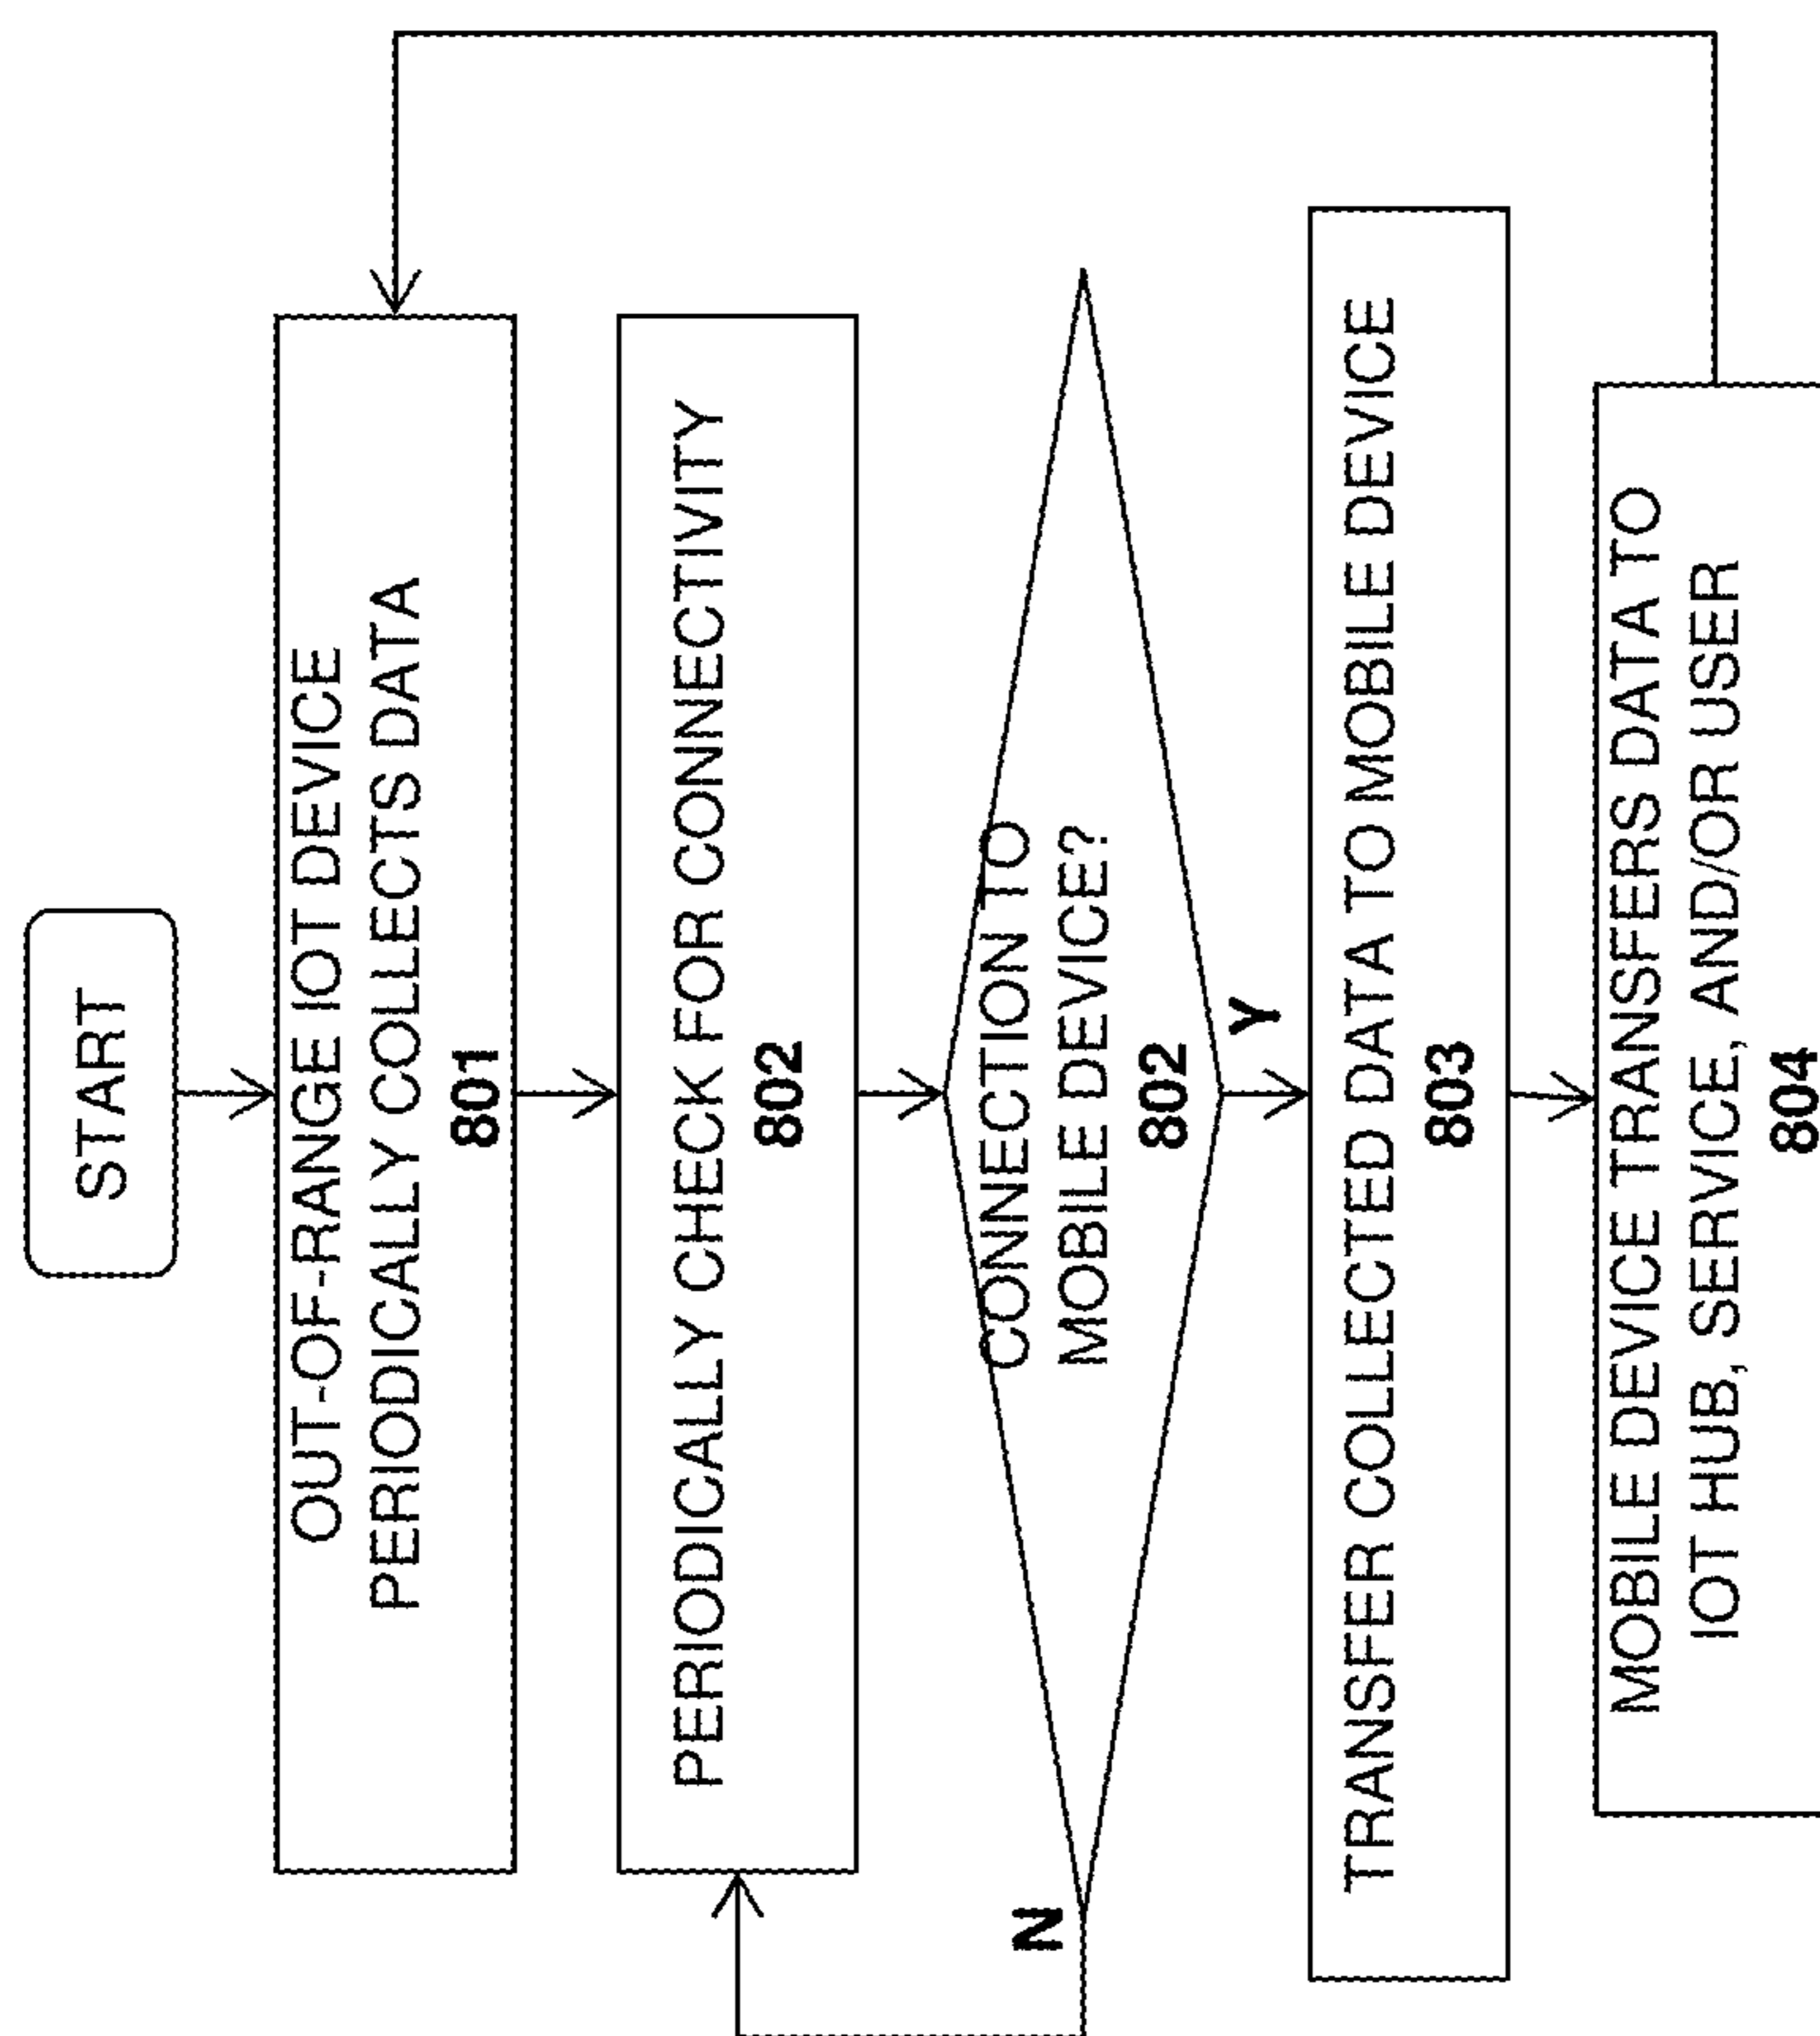 START
OUT-OF-RANGE IOT DEVICE
PERIODICALLY COLLECTS DATA
801
PERIODICALLY CHECK FOR CONNECTIVITY
802
CONNECTION TO
MOBILE DEVICE?
802
N
Y
TRANSFER COLLECTED DATA TO MOBILE DEVICE
803
MOBILE DEVICE TRANSFERS DATA TO
IOT HUB, SERVICE, AND/OR USER
804